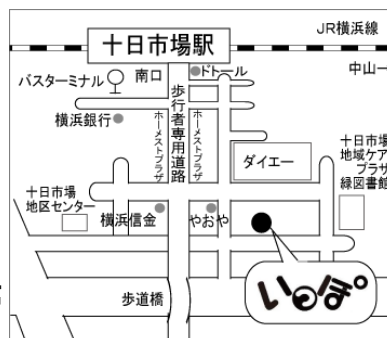 JR横浜線
十日市場駅
中山
バスターミナル
南口
ドトール
歩行者専用道路
ホーメストプラザ
ホーメストプラザ
横浜銀行
ダイエー
十日市場
地域ケア
プラザ
緑図書館
十日市場
地区センター
横浜信金
やおや
いっぽ。
歩道橋